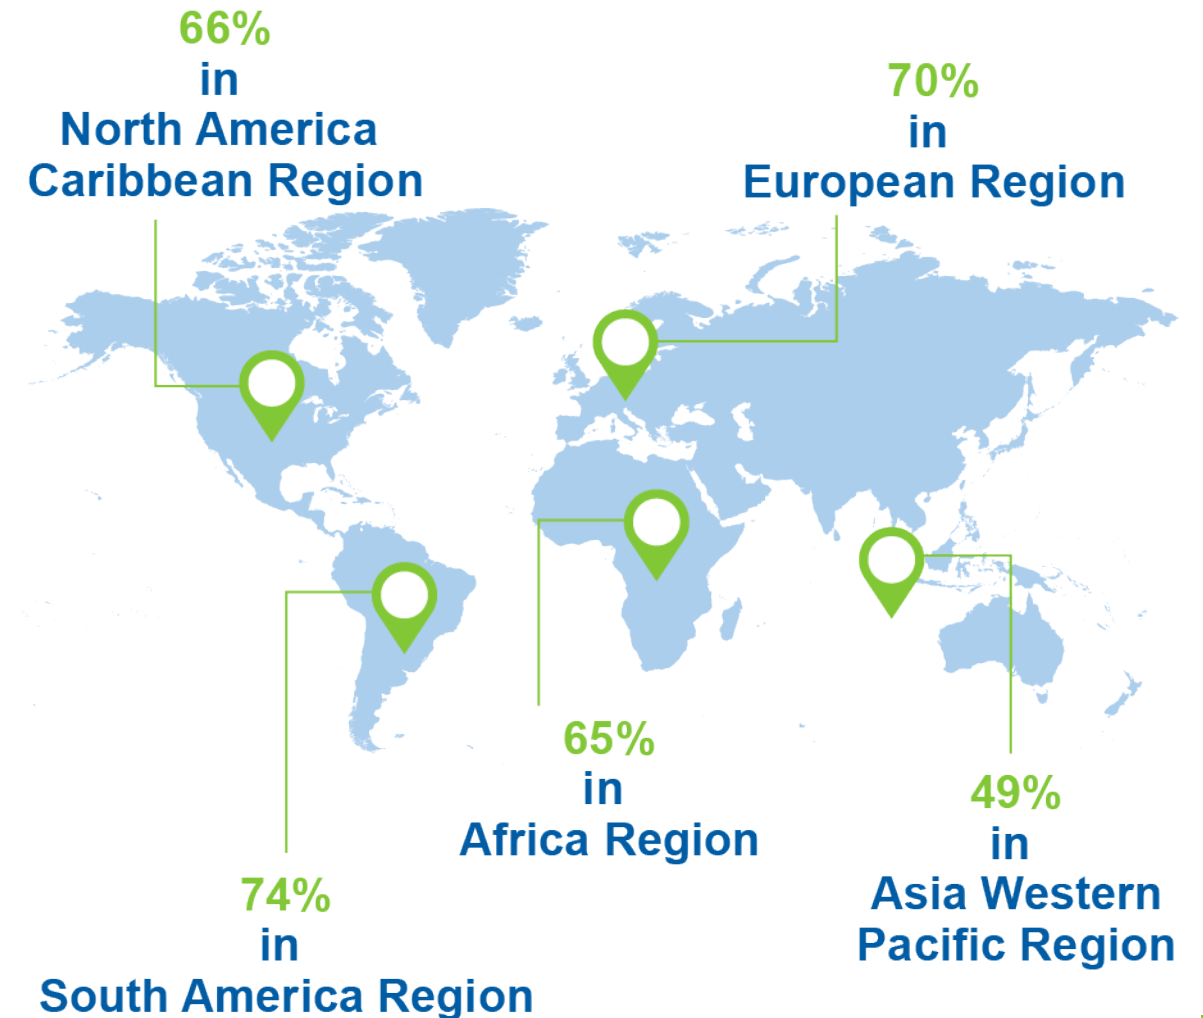 66%
in
North America
Caribbean Region
70%
in
European Region
65%
in
Africa Region
49%
in
Asia Western
Pacific Region
74%
in
South America Region